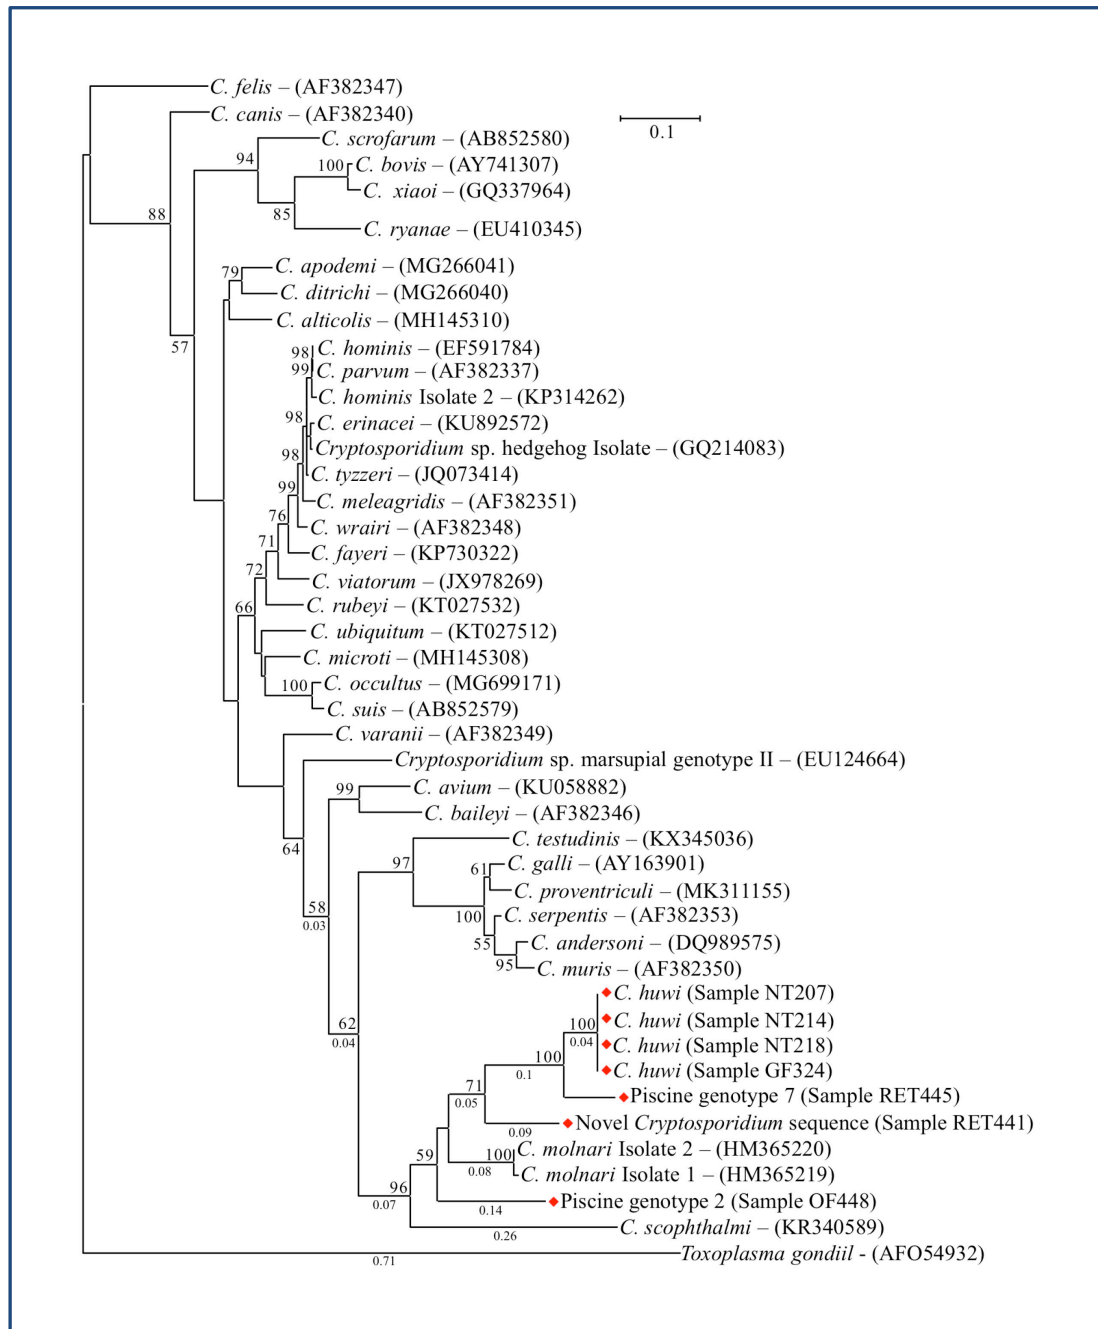 C. felis – (AF382347)
C. canis – (AF382340)
0.1
C. scrofarum – (AB852580)
94
C. bovis – (AY741307)
100
C. xiaoi – (GQ337964)
88
85
C. ryanae – (EU410345)
C. apodemi – (MG266041)
79
C. ditrichi – (MG266040)
C. alticolis – (MH145310)
57
C. hominis – (EF591784)
98
C. parvum – (AF382337)
99
C. hominis Isolate 2 – (KP314262)
98
C. erinacei – (KU892572)
Cryptosporidium sp. hedgehog Isolate – (GQ214083)
98
C. tyzzeri – (JQ073414)
99
C. meleagridis – (AF382351)
76
C. wrairi – (AF382348)
71
C. fayeri – (KP730322)
72
C. viatorum – (JX978269)
66
C. rubeyi – (KT027532)
C. ubiquitum – (KT027512)
C. microti – (MH145308)
100
C. occultus – (MG699171)
C. suis – (AB852579)
C. varanii – (AF382349)
Cryptosporidium sp. marsupial genotype II – (EU124664)
99
C. avium – (KU058882)
C. baileyi – (AF382346)
64
C. testudinis – (KX345036)
97
61
C. galli – (AY163901)
C. proventriculi – (MK311155)
58
0.03
100
C. serpentis – (AF382353)
55
C. andersoni – (DQ989575)
95
C. muris – (AF382350)
C. huwi (Sample NT207)
62
0.04
100
0.04
C. huwi (Sample NT214)
C. huwi (Sample NT218)
100
0.1
C. huwi (Sample GF324)
71
0.05
Piscine genotype 7 (Sample RET445)
0.09
Novel Cryptosporidium sequence (Sample RET441)
59
100
0.08
C. molnari Isolate 2 – (HM365220)
C. molnari Isolate 1 – (HM365219)
96
0.07
0.14
Piscine genotype 2 (Sample OF448)
0.26
C. scophthalmi – (KR340589)
0.71
Toxoplasma gondiil - (AFO54932)